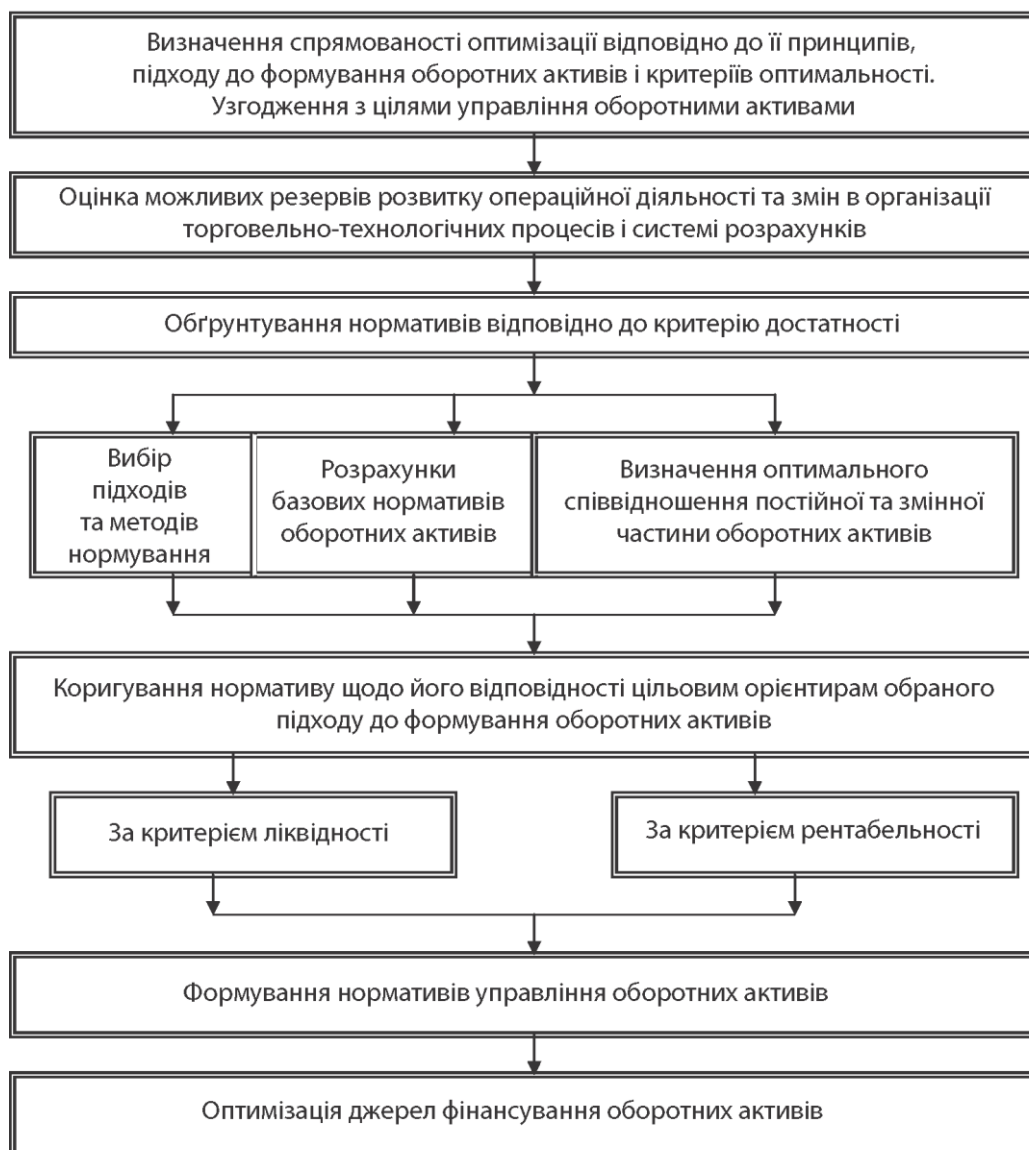 Визначення спрямованості оптимізації відповідно до її принципів,
підходу до формування оборотних активів і критеріїв оптимальності.
Узгодження з цілями управління оборотними активами
Оцінка можливих резервів розвитку операційної діяльності та змін в організації
торговельно-технологічних процесів і системі розрахунків
Обґрунтування нормативів відповідно до критерію достатності
Вибір
підходів
та методів
нормування
Розрахунки
базових нормативів
оборотних активів
Визначення оптимального
співвідношення постійної та змінної
частини оборотних активів
Коригування нормативу щодо його відповідності цільовим орієнтирам обраного
підходу до формування оборотних активів
За критерієм ліквідності
За критерієм рентабельності
Формування нормативів управління оборотних активів
Оптимізація джерел фінансування оборотних активів